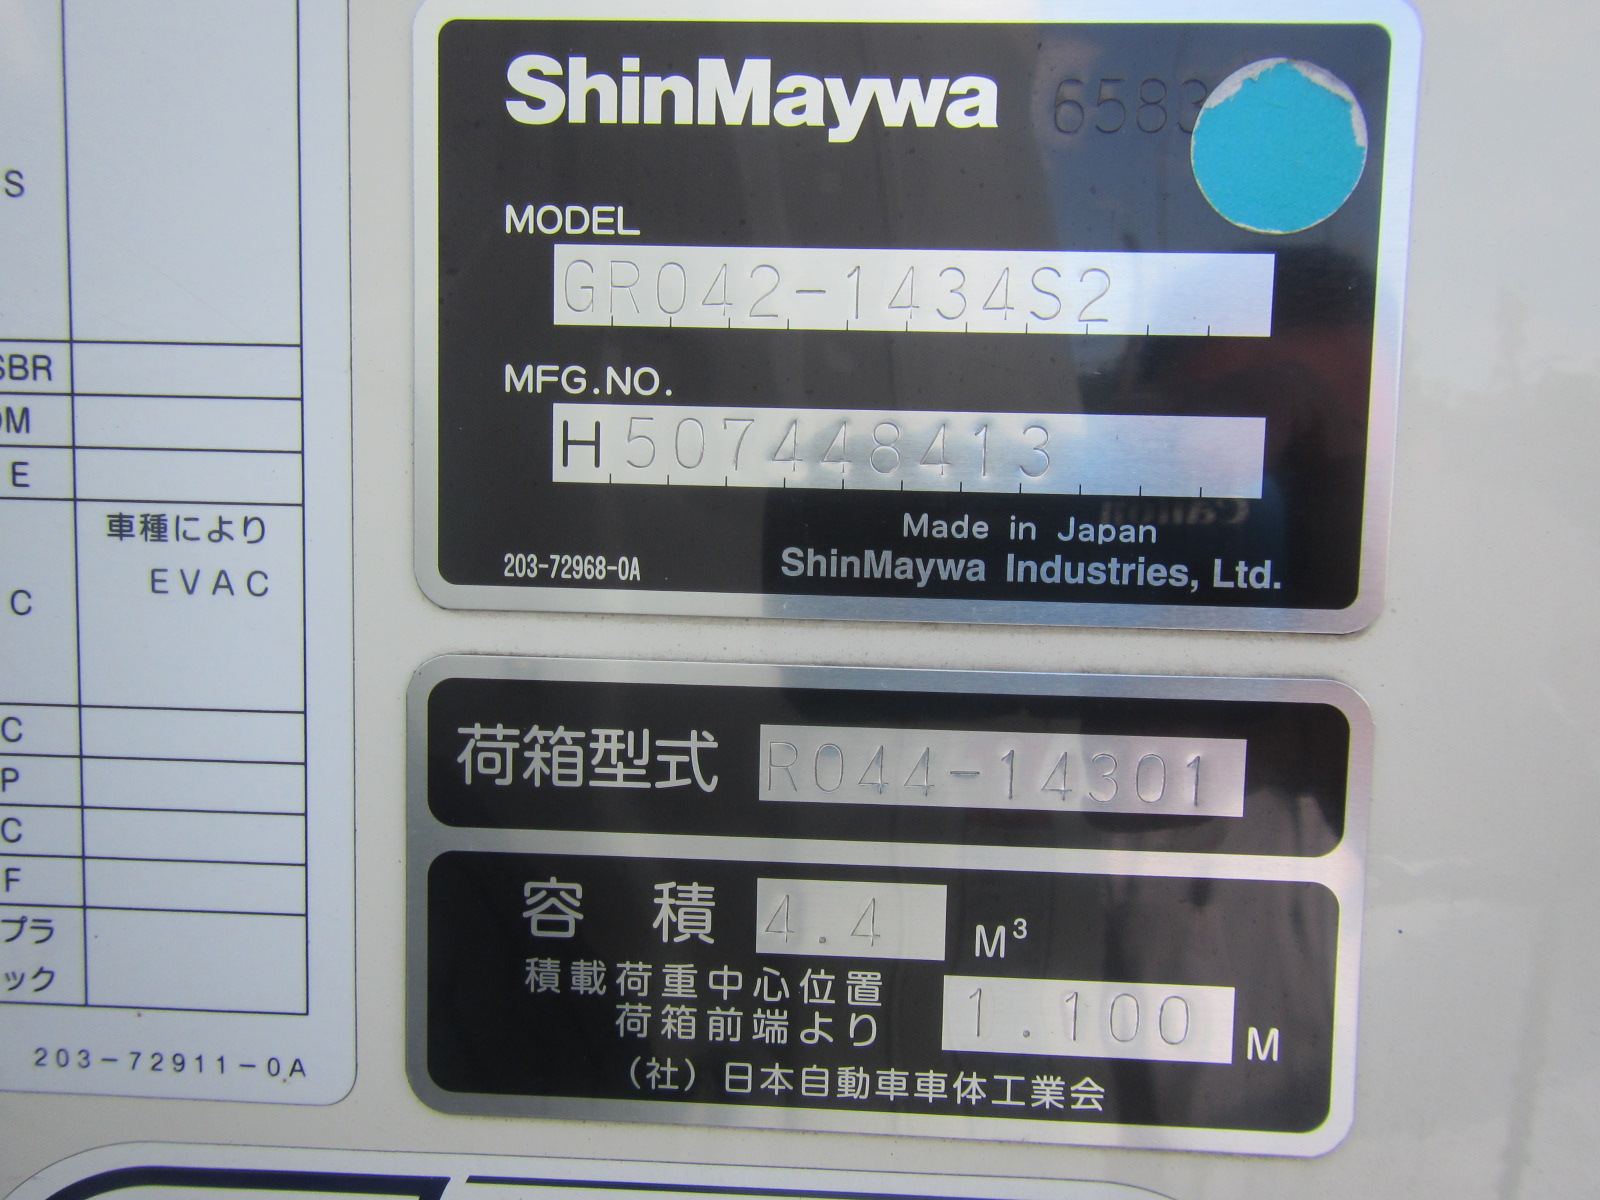 S
SBR
OM
E
車種により
EVAC
C
C
P
C
F
プラ
ック
203-72911-0A
ShinMaywa 6583
MODEL
GR042-1434S2
MFG.NO.
H507448413
Made in Japan
203-72968-0A ShinMaywa Industries, Ltd.
荷箱型式 R044-14301
容積 4.4 M³
積載荷重中心位置
荷箱前端より 1.100 M
(社)日本自動車車体工業会